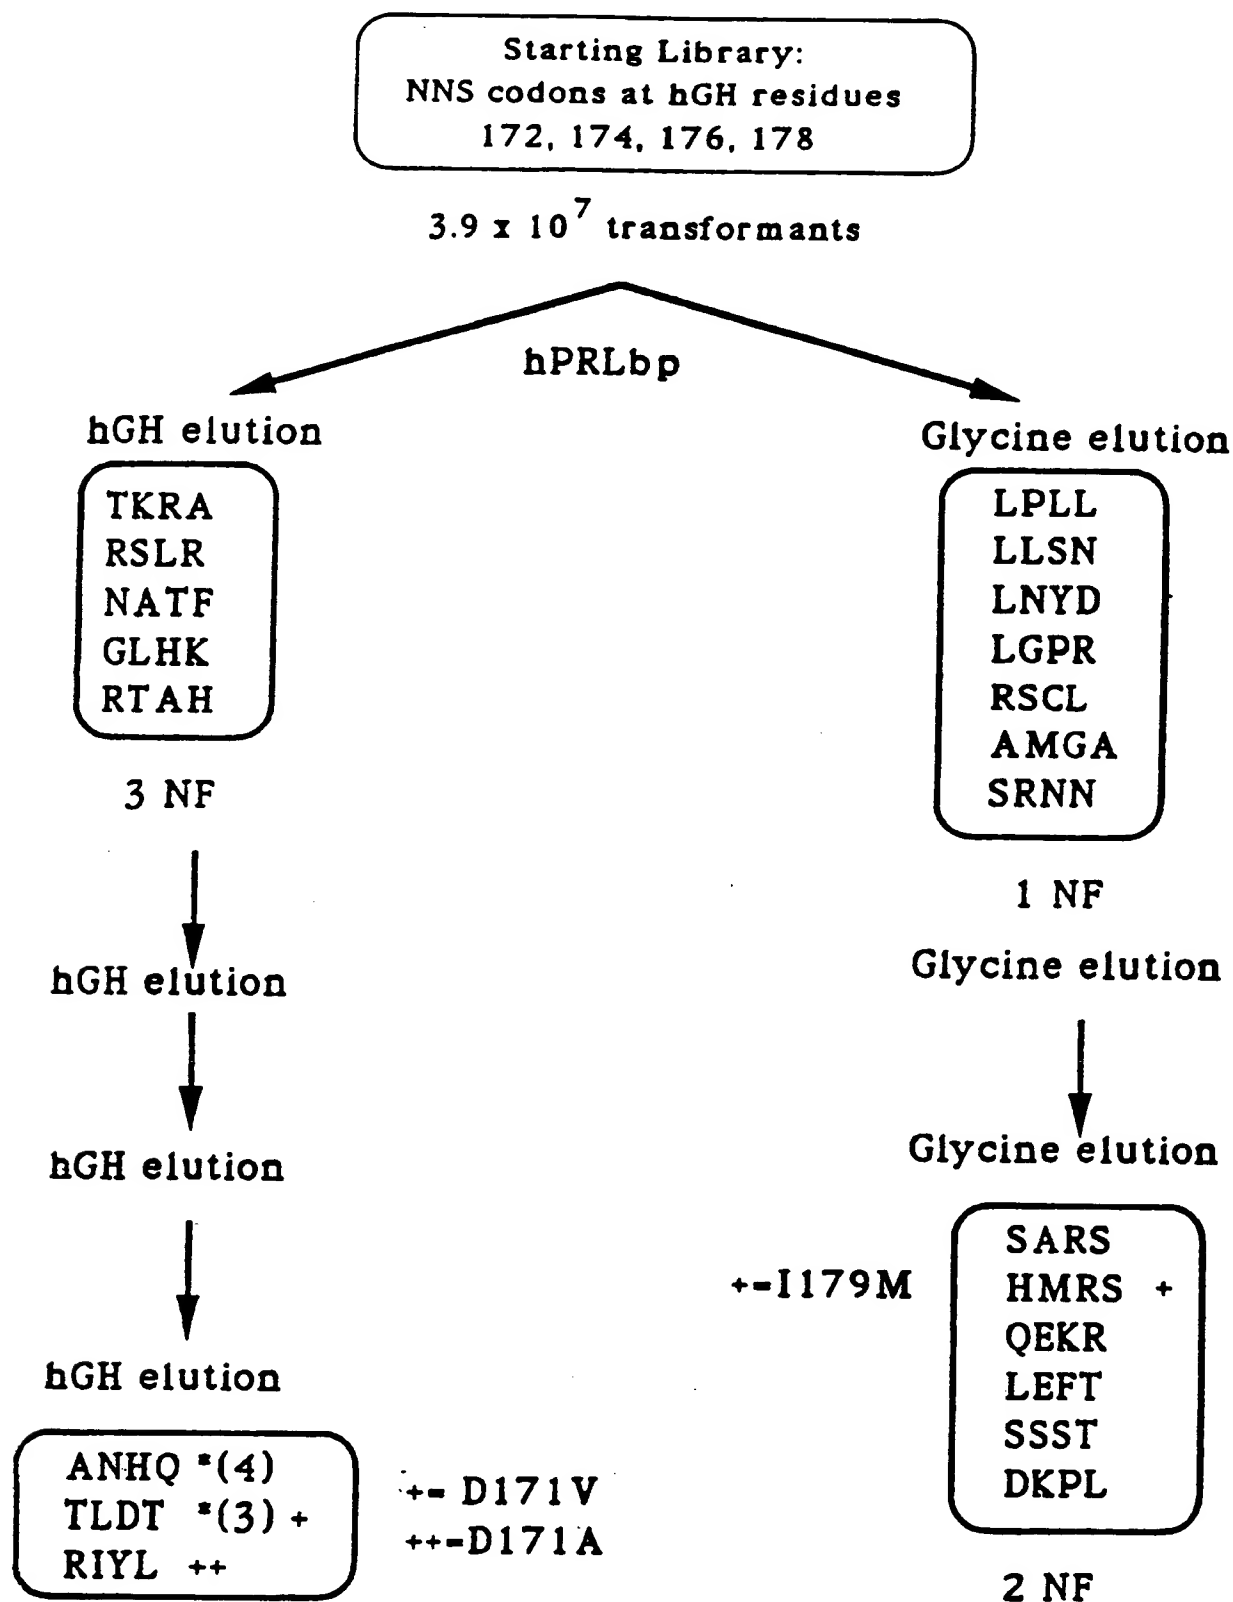 Starting Library:
NNS codons at hGH residues
172, 174, 176, 178
3.9 x 10^7 transformants
hPRLbp
hGH elution
TKRA
RSLR
NATF
GLHK
RTAH
3 NF
hGH elution
hGH elution
hGH elution
ANHQ *(4)
TLDT *(3) +
RIYL ++
+= D171V
++=D171A
Glycine elution
LPLL
LLSN
LNYD
LGPR
RSCL
AMGA
SRNN
1 NF
Glycine elution
Glycine elution
+=I179M
SARS
HMRS +
QEKR
LEFT
SSST
DKPL
2 NF